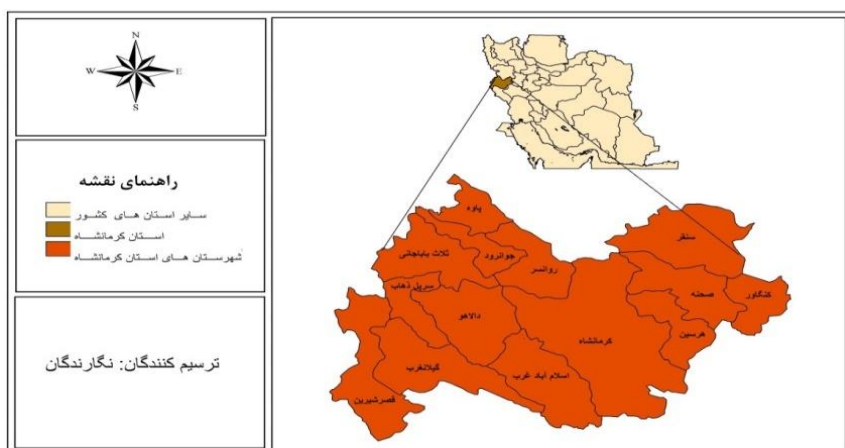 N
W E
S
راهنمای نقشه
سایر استان های کشور
استان کرمانشاه
شهرستان های استان کرمانشاه
ترسیم کنندگان: نگارندگان
پاوه
سنقر
ثلاث باباجانی
جوانرود
روانسر
سرپل ذهاب
صحنه
کنگاور
دالاهو
هرسین
کرمانشاه
گیلانغرب
اسلام آباد غرب
قصرشیرین